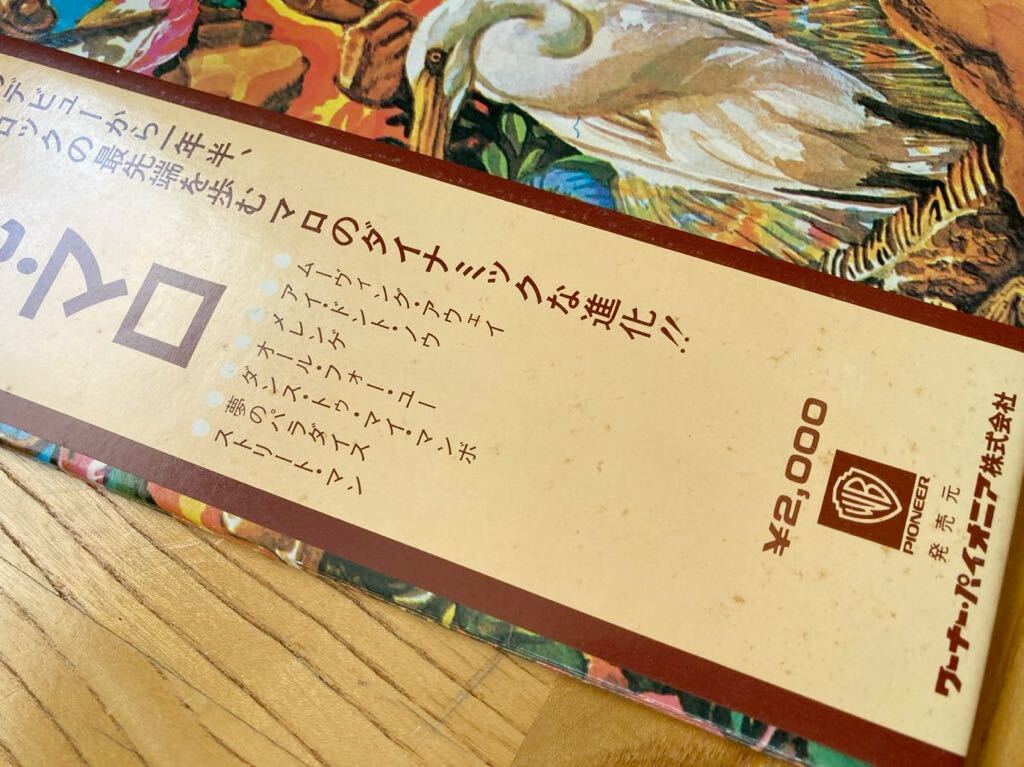 デビューから一年半、
ロックの最先端を歩むマロのダイナミックな進化!!
マロ
ムーヴィング・アウェイ
アイ・ドント・ノウ
メレンゲ
オール・フォー・ユー
ダンス・トゥ・マイ・マンボ
夢のパラダイス
ストリート・マン
¥2,000
WB
PIONEER
発売元
ワーナー・パイオニア株式会社